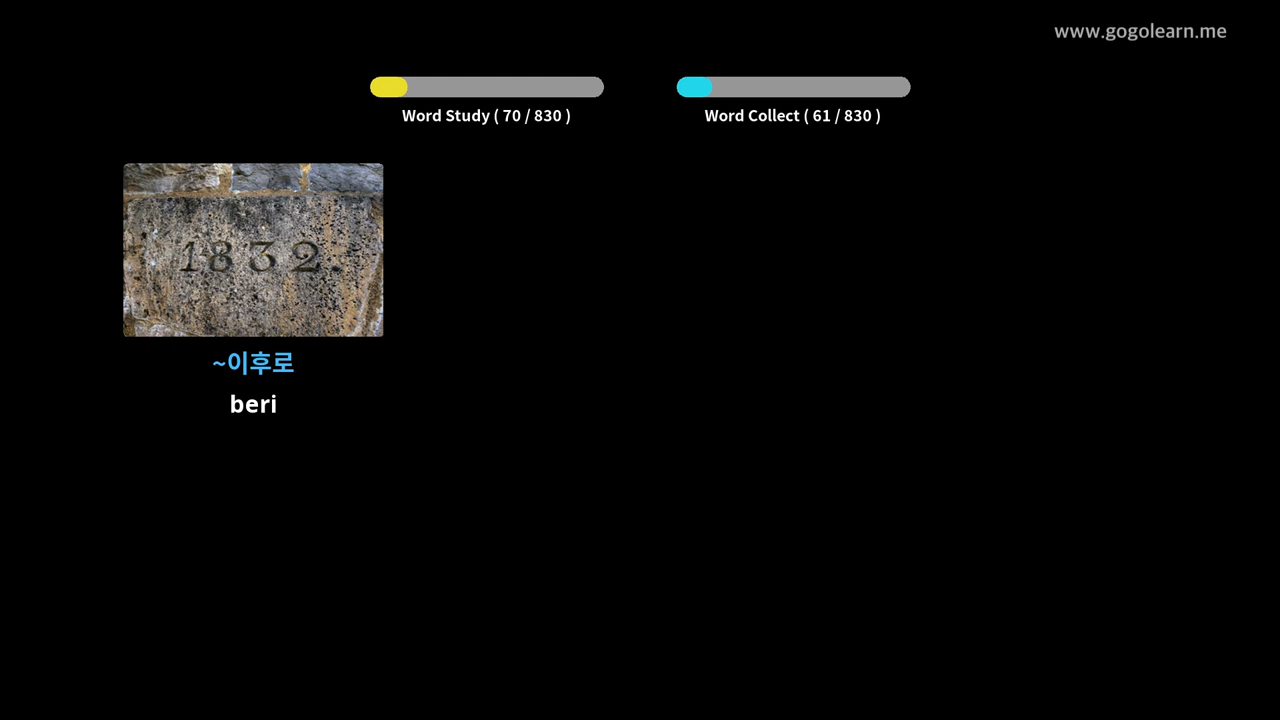 www.gogolearn.me
Word Study ( 70 / 830 )
Word Collect ( 61 / 830 )
1832.
~이후로
beri